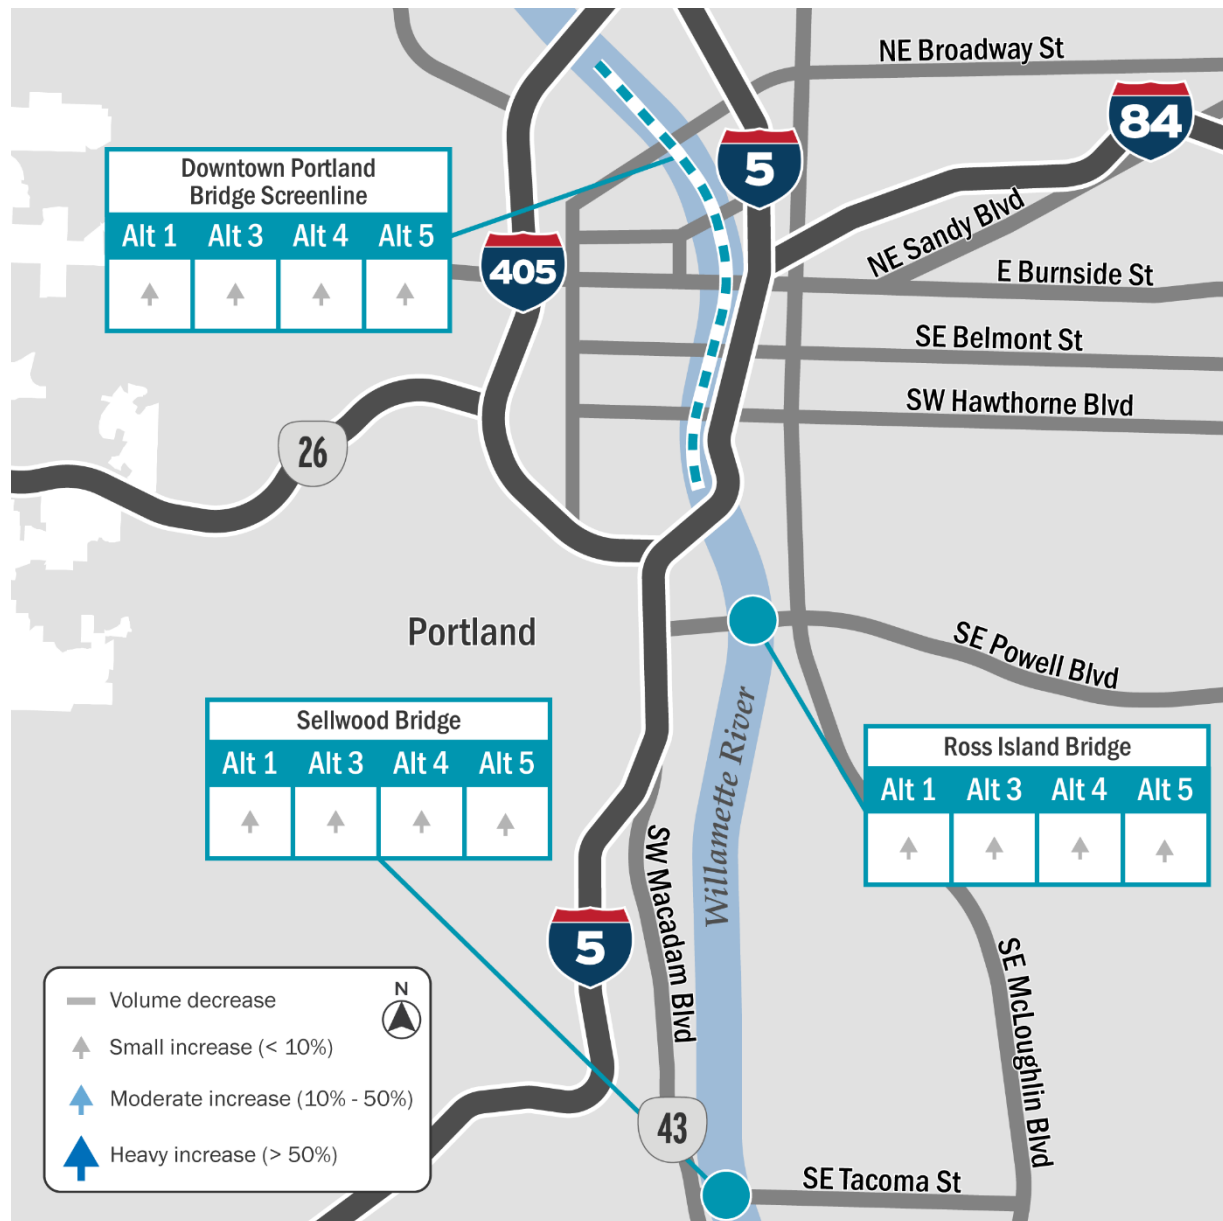 NE Broadway St
84
5
Downtown Portland
Bridge Screenline
Alt 1 Alt 3 Alt 4 Alt 5
NE Sandy Blvd
405
E Burnside St
SE Belmont St
SW Hawthorne Blvd
26
Portland
SE Powell Blvd
Sellwood Bridge
Alt 1 Alt 3 Alt 4 Alt 5
Willamette River
Ross Island Bridge
Alt 1 Alt 3 Alt 4 Alt 5
SW Macadam Blvd
5
SE McLoughlin Blvd
N
Volume decrease
Small increase (< 10%)
Moderate increase (10% - 50%)
Heavy increase (> 50%)
43
SE Tacoma St